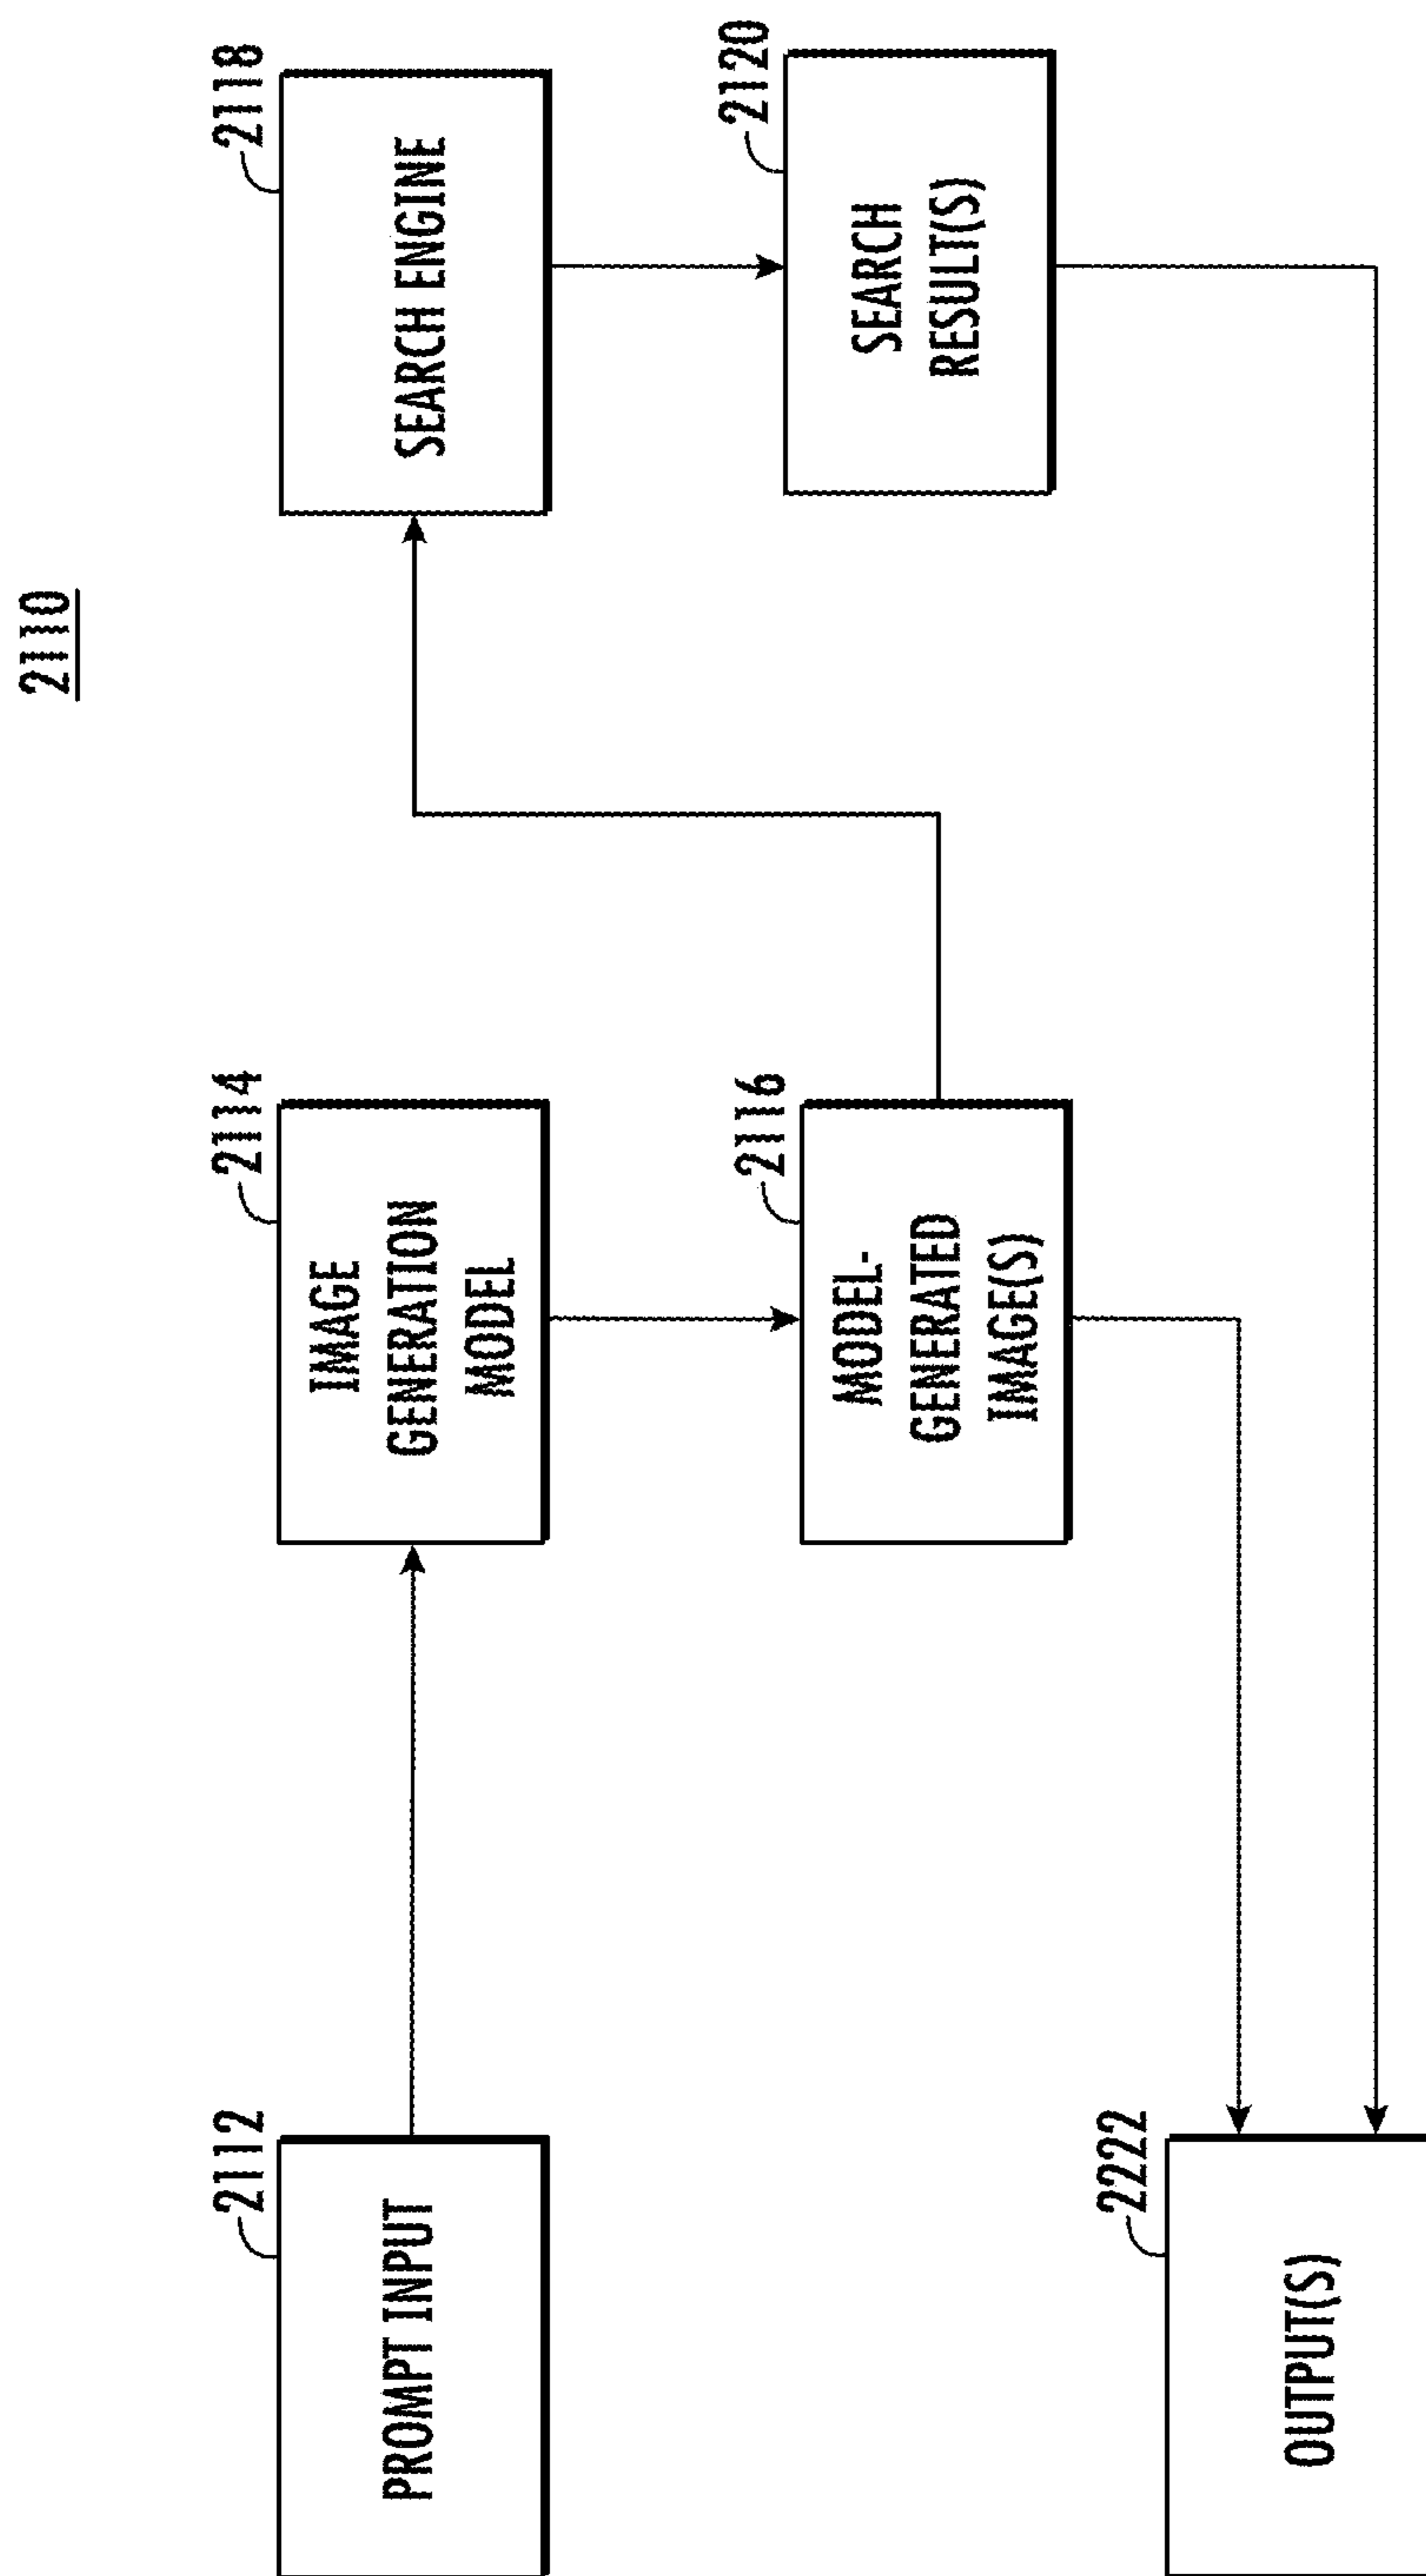 2110
2112
PROMPT INPUT
2114
IMAGE
GENERATION
MODEL
2118
SEARCH ENGINE
2116
MODEL-
GENERATED
IMAGE(S)
2120
SEARCH
RESULT(S)
2222
OUTPUT(S)